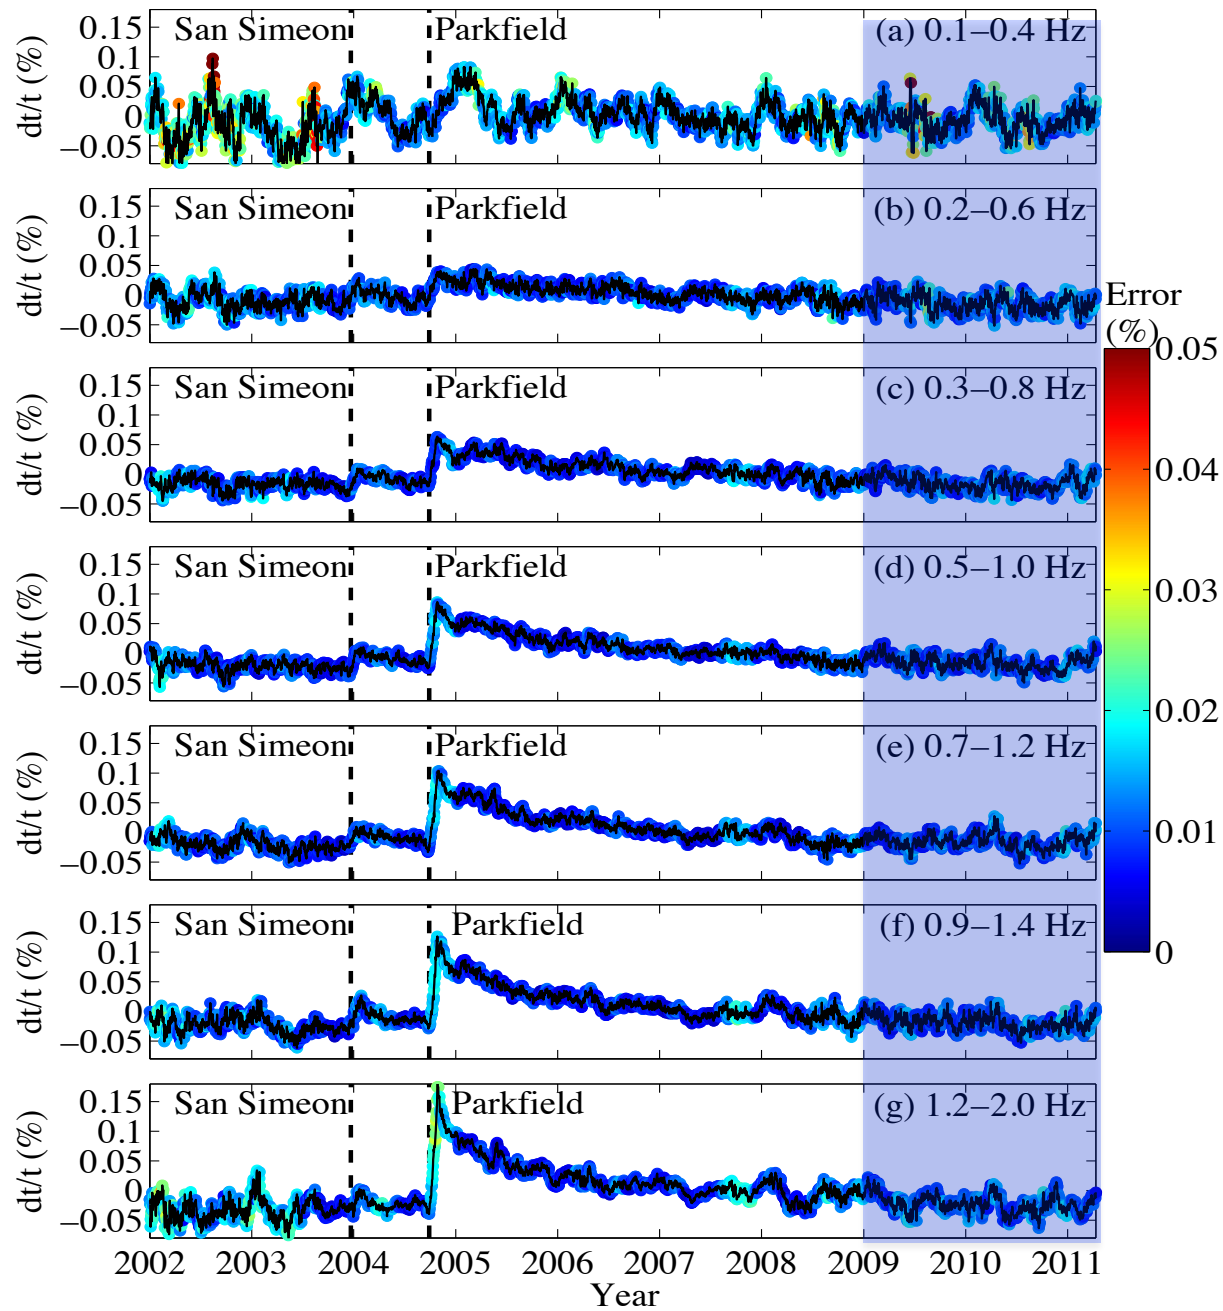 San Simeon Parkfield (a) 0.1–0.4 Hz
dt/t (%)
0.15
0.1
0.05
0
−0.05
San Simeon Parkfield (b) 0.2–0.6 Hz
dt/t (%)
0.15
0.1
0.05
0
−0.05
San Simeon Parkfield (c) 0.3–0.8 Hz
dt/t (%)
0.15
0.1
0.05
0
−0.05
San Simeon Parkfield (d) 0.5–1.0 Hz
dt/t (%)
0.15
0.1
0.05
0
−0.05
San Simeon Parkfield (e) 0.7–1.2 Hz
dt/t (%)
0.15
0.1
0.05
0
−0.05
San Simeon Parkfield (f) 0.9–1.4 Hz
dt/t (%)
0.15
0.1
0.05
0
−0.05
San Simeon Parkfield (g) 1.2–2.0 Hz
dt/t (%)
0.15
0.1
0.05
0
−0.05
2002 2003 2004 2005 2006 2007 2008 2009 2010 2011
Year
Error
(%)
0.05
0.04
0.03
0.02
0.01
0